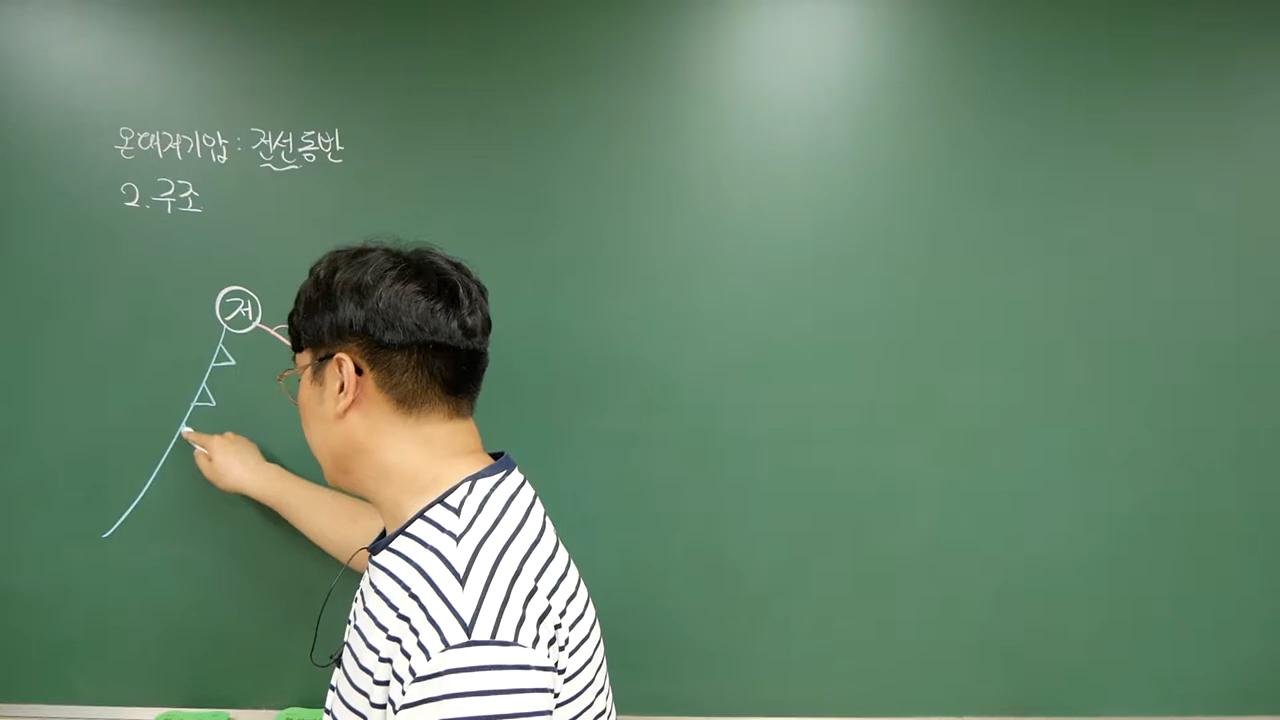 온대저기압 : 전선동반
2. 구조
저